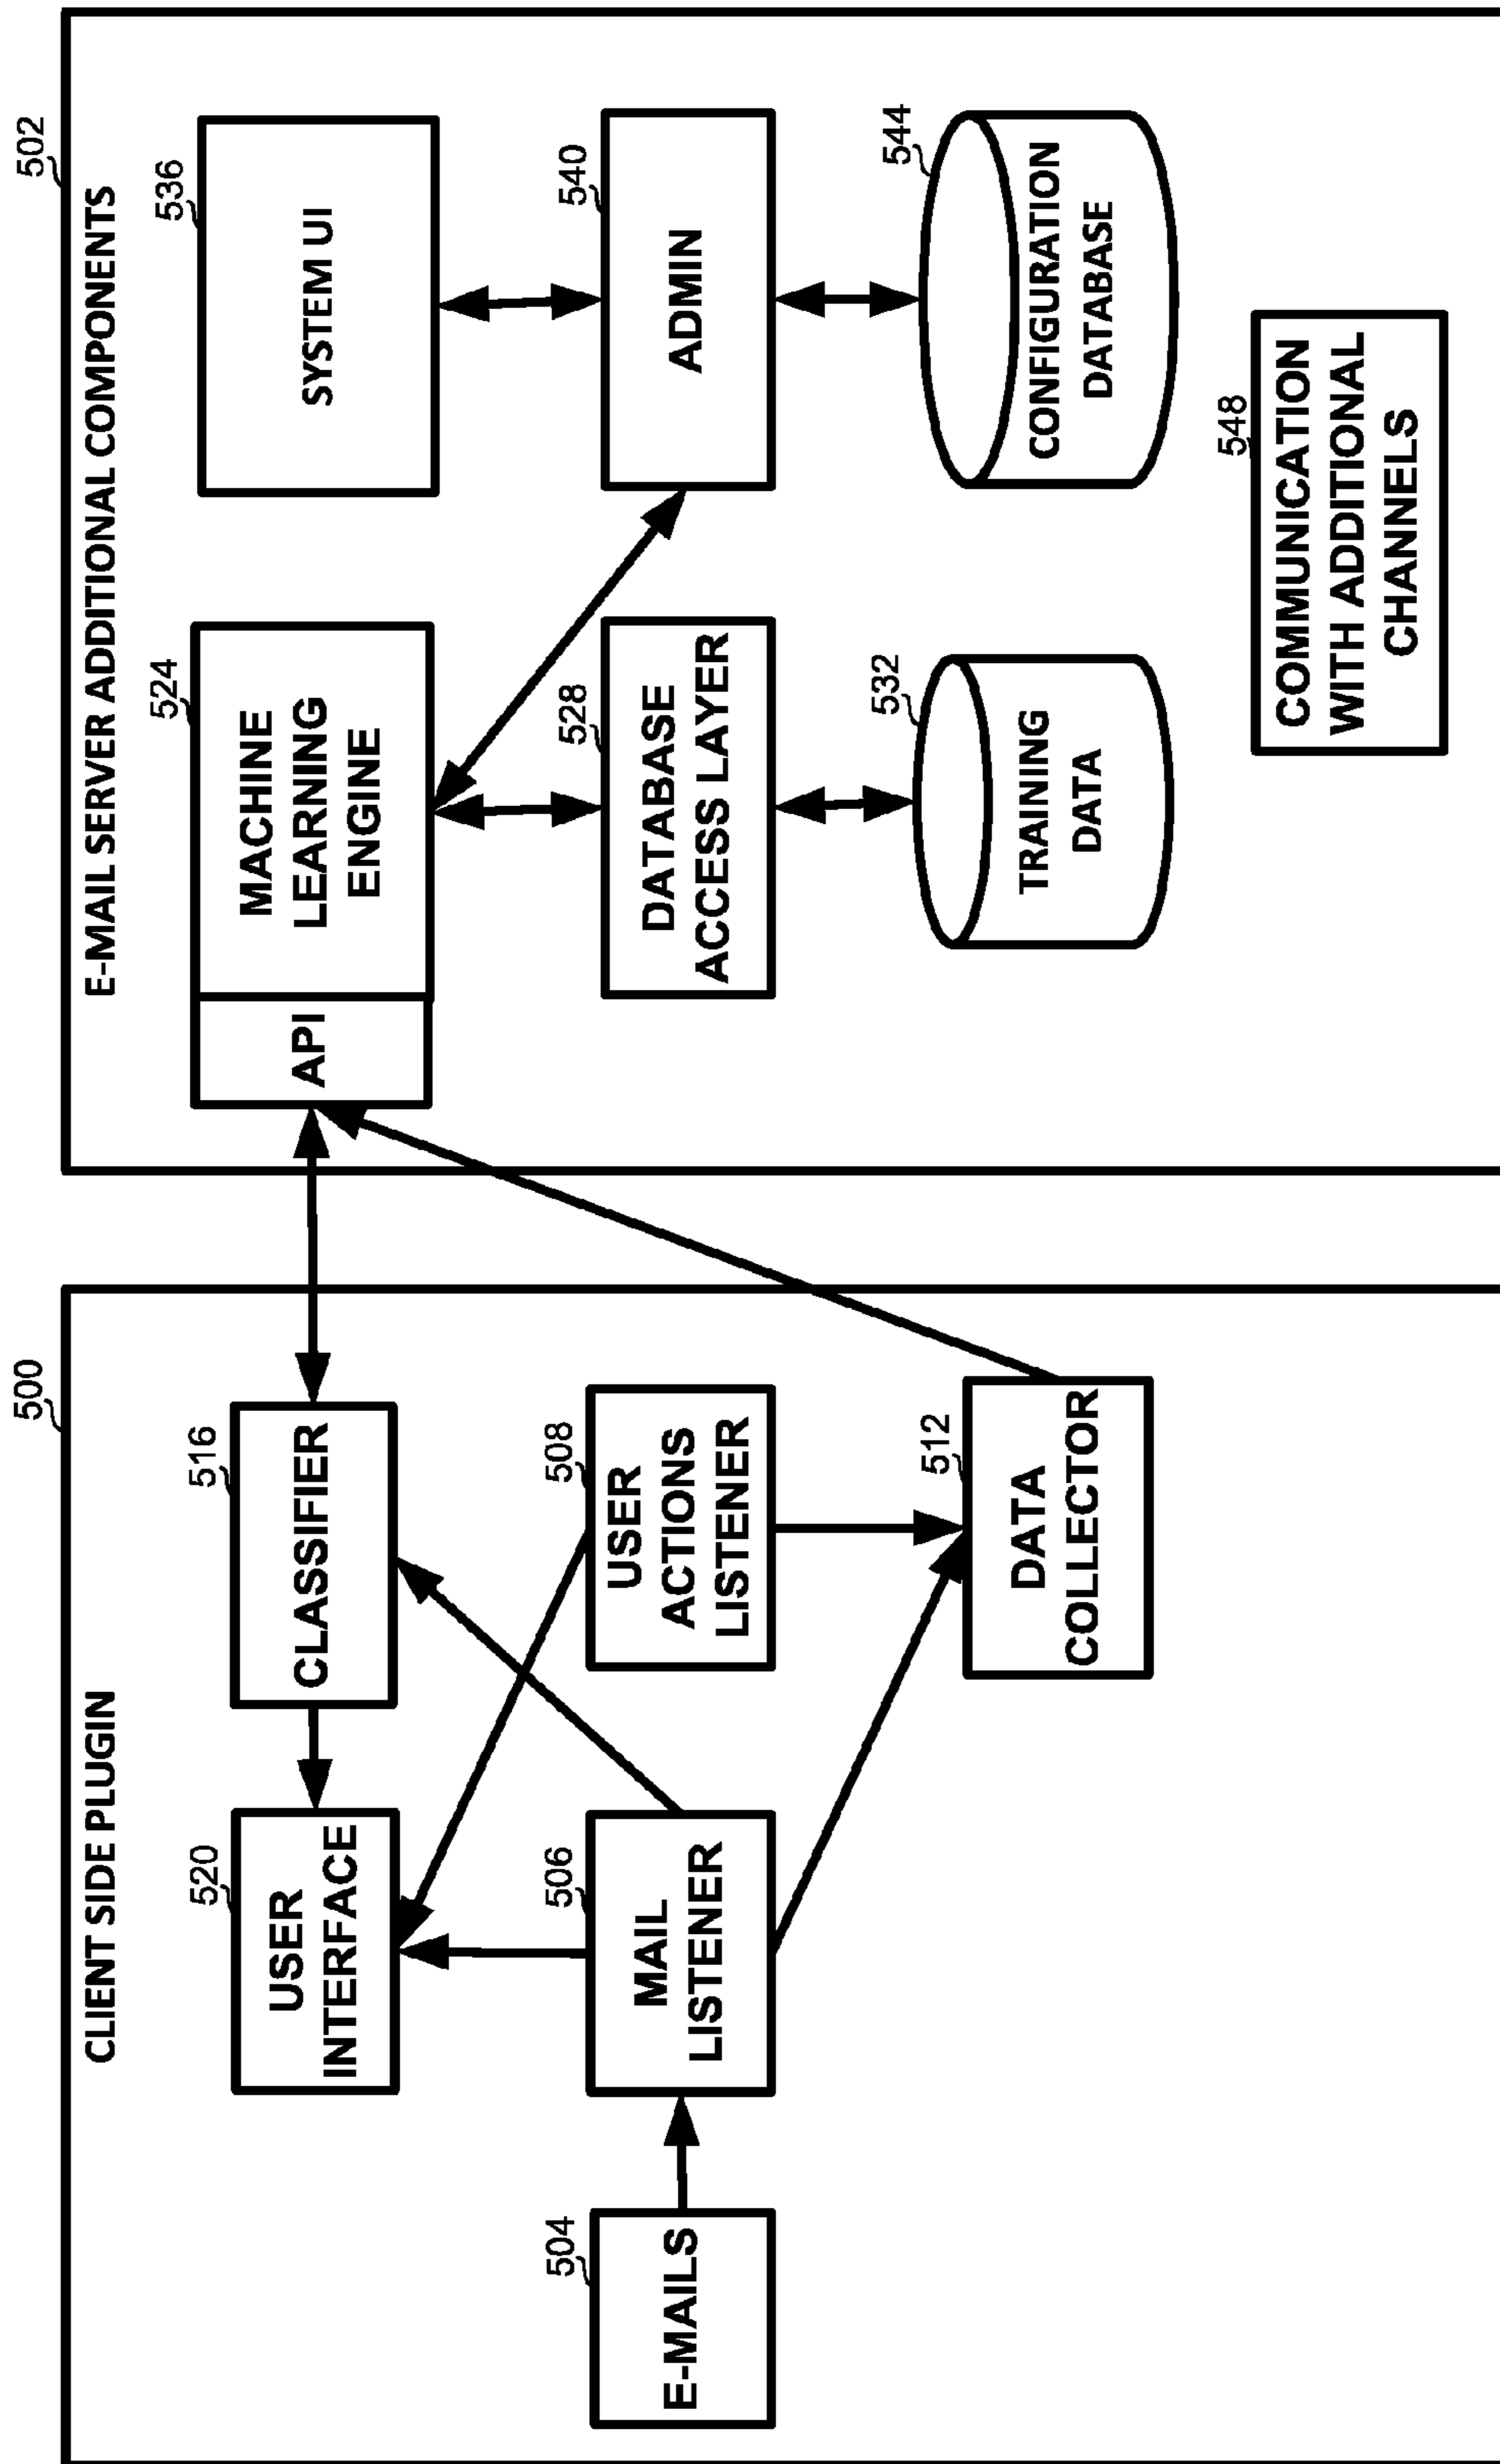 500
CLIENT SIDE PLUGIN
520
USER
INTERFACE
516
CLASSIFIER
504
E-MAILS
506
MAIL
LISTENER
508
USER
ACTIONS
LISTENER
512
DATA
COLLECTOR
502
E-MAIL SERVER ADDITIONAL COMPONENTS
API
524
MACHINE
LEARNING
ENGINE
536
SYSTEM UI
528
DATABASE
ACCESS LAYER
540
ADMIN
532
TRAINING
DATA
544
CONFIGURATION
DATABASE
548
COMMUNICATION
WITH ADDITIONAL
CHANNELS